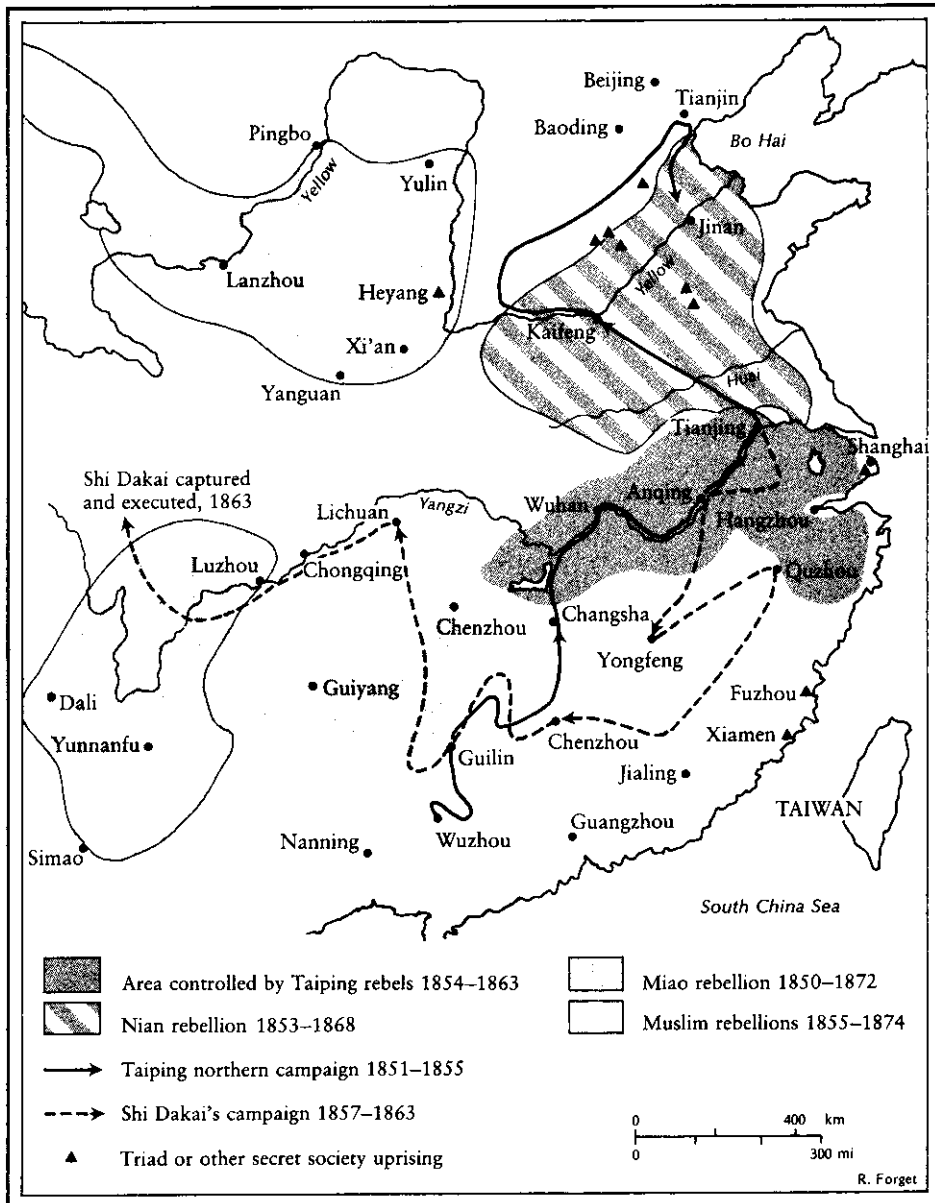 Beijing
Tianjin
Baoding
Bo Hai
Pingbo
Yellow
Yulin
Jinan
Lanzhou
Yellow
Heyang
Kaifeng
Xi'an
Yanguan
Huai
Tianjing
Shanghai
Shi Dakai captured
and executed, 1863
Lichuan
Yangzi
Wuhan
Anqing
Hangzhou
Luzhou
Chongqing
Quzhou
Chenzhou
Changsha
Yongfeng
Dali
Guiyang
Fuzhou
Yunnanfu
Guilin
Chenzhou
Xiamen
Jialing
TAIWAN
Wuzhou
Guangzhou
Nanning
Simao
South China Sea
Area controlled by Taiping rebels 1854–1863
Miao rebellion 1850–1872
Nian rebellion 1853–1868
Muslim rebellions 1855–1874
Taiping northern campaign 1851–1855
Shi Dakai's campaign 1857–1863
Triad or other secret society uprising
0 400 km
0 300 mi
R. Forget